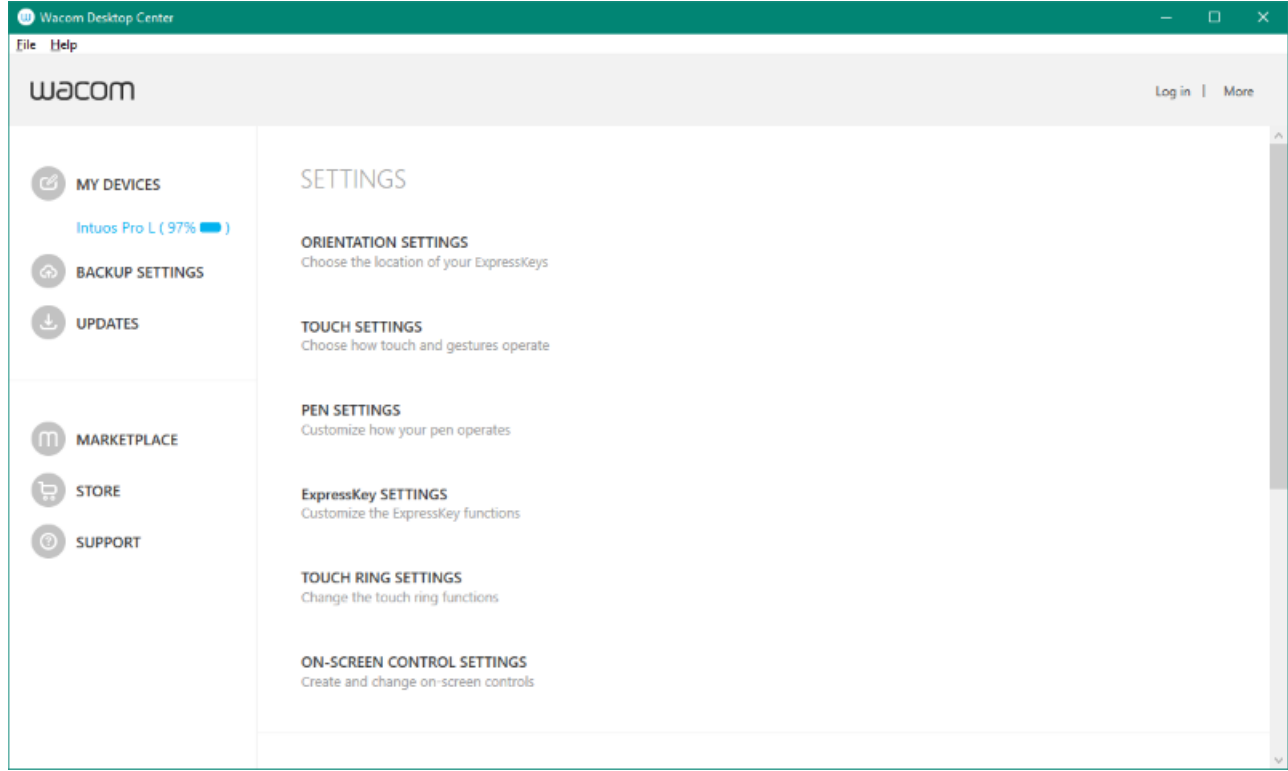 Wacom Desktop Center
File Help
wacom
Log in | More
MY DEVICES
Intuos Pro L ( 97% )
BACKUP SETTINGS
UPDATES
MARKETPLACE
STORE
SUPPORT
SETTINGS
ORIENTATION SETTINGS
Choose the location of your ExpressKeys
TOUCH SETTINGS
Choose how touch and gestures operate
PEN SETTINGS
Customize how your pen operates
ExpressKey SETTINGS
Customize the ExpressKey functions
TOUCH RING SETTINGS
Change the touch ring functions
ON-SCREEN CONTROL SETTINGS
Create and change on-screen controls